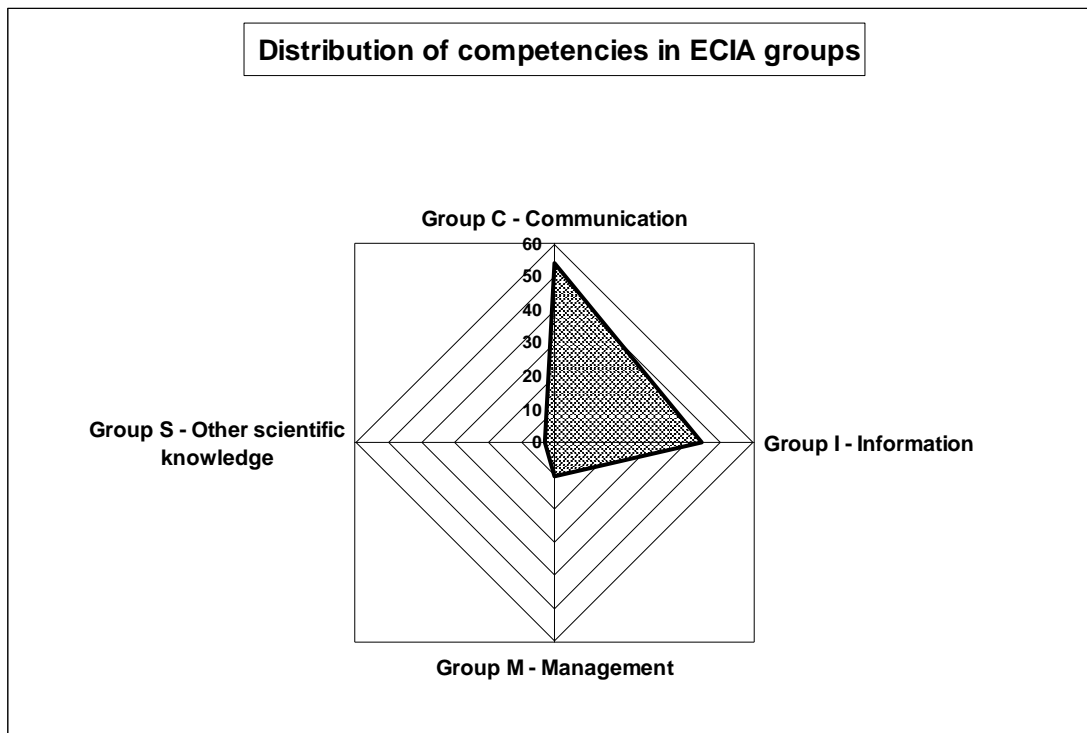 Distribution of competencies in ECIA groups
Group C - Communication
60
50
40
30
20
10
0
Group S - Other scientific
knowledge
Group I - Information
Group M - Management